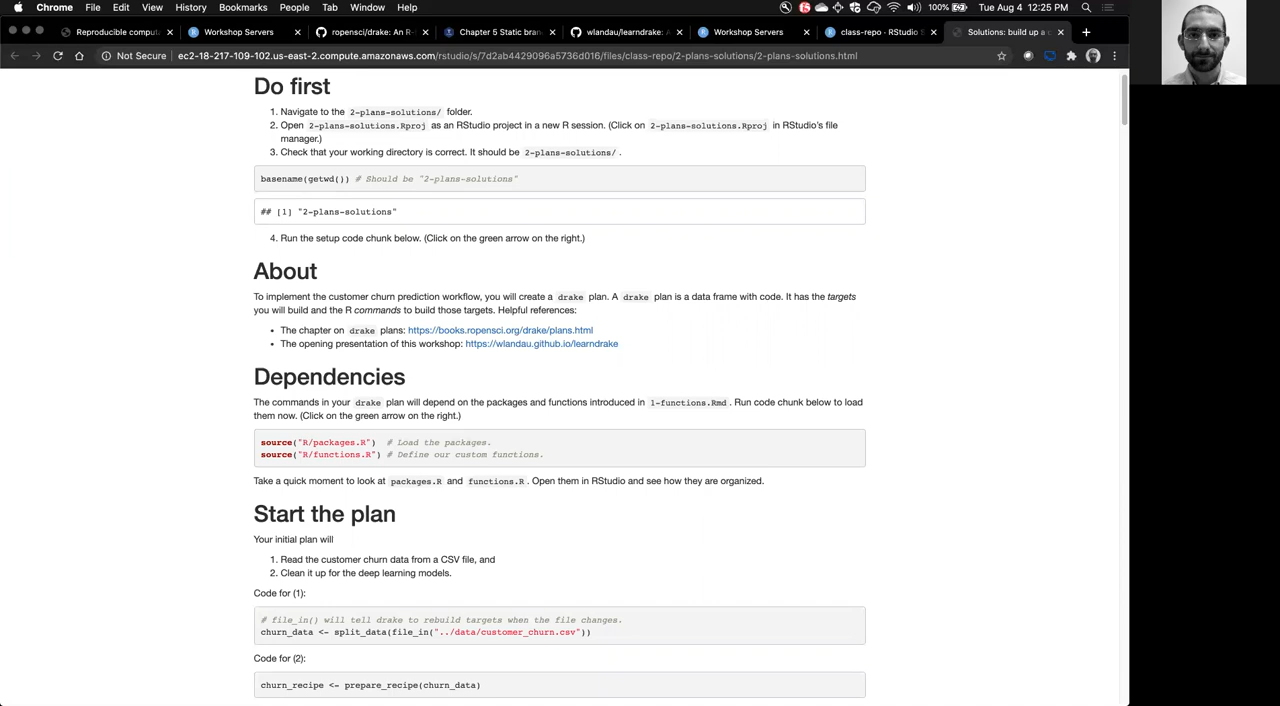 Chrome File Edit View History Bookmarks People Tab Window Help 100% Tue Aug 4 12:25 PM
Reproducible comput Workshop Servers ropensci/drake: An R- Chapter 5 Static bran wlandau/learndrake: Workshop Servers class-repo - RStudio S Solutions: build up a c
Not Secure ec2-18-217-109-102.us-east-2.compute.amazonaws.com/rstudio/s/7d2ab4429096a5736d016/files/class-repo/2-plans-solutions/2-plans-solutions.html
Do first
1. Navigate to the 2-plans-solutions/ folder.
2. Open 2-plans-solutions.Rproj as an RStudio project in a new R session. (Click on 2-plans-solutions.Rproj in RStudio's file
manager.)
3. Check that your working directory is correct. It should be 2-plans-solutions/ .
basename(getwd()) # Should be "2-plans-solutions"
## [1] "2-plans-solutions"
4. Run the setup code chunk below. (Click on the green arrow on the right.)
About
To implement the customer churn prediction workflow, you will create a drake plan. A drake plan is a data frame with code. It has the targets
you will build and the R commands to build those targets. Helpful references:
• The chapter on drake plans: https://books.ropensci.org/drake/plans.html
• The opening presentation of this workshop: https://wlandau.github.io/learndrake
Dependencies
The commands in your drake plan will depend on the packages and functions introduced in 1-functions.Rmd . Run code chunk below to load
them now. (Click on the green arrow on the right.)
source("R/packages.R") # Load the packages.
source("R/functions.R") # Define our custom functions.
Take a quick moment to look at packages.R and functions.R . Open them in RStudio and see how they are organized.
Start the plan
Your initial plan will
1. Read the customer churn data from a CSV file, and
2. Clean it up for the deep learning models.
Code for (1):
# file_in() will tell drake to rebuild targets when the file changes.
churn_data <- split_data(file_in("../data/customer_churn.csv"))
Code for (2):
churn_recipe <- prepare_recipe(churn_data)